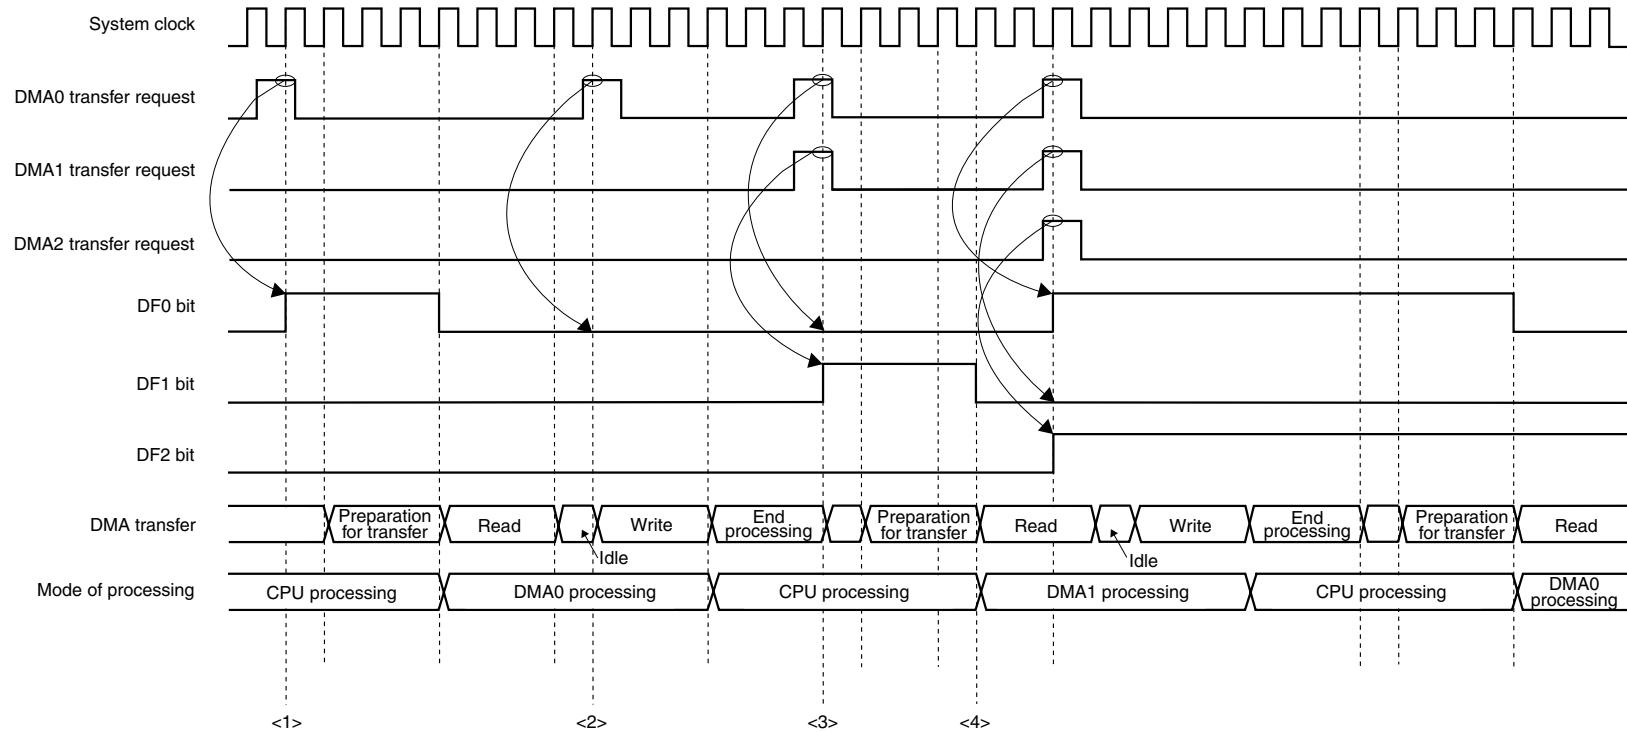 System clock
DMA0 transfer request
DMA1 transfer request
DMA2 transfer request
DF0 bit
DF1 bit
DF2 bit
DMA transfer
Preparation
for transfer
Read
Idle
Write
End
processing
Preparation
for transfer
Read
Idle
Write
End
processing
Preparation
for transfer
Read
Mode of processing
CPU processing
DMA0 processing
CPU processing
DMA1 processing
CPU processing
DMA0
processing
<1>
<2>
<3>
<4>